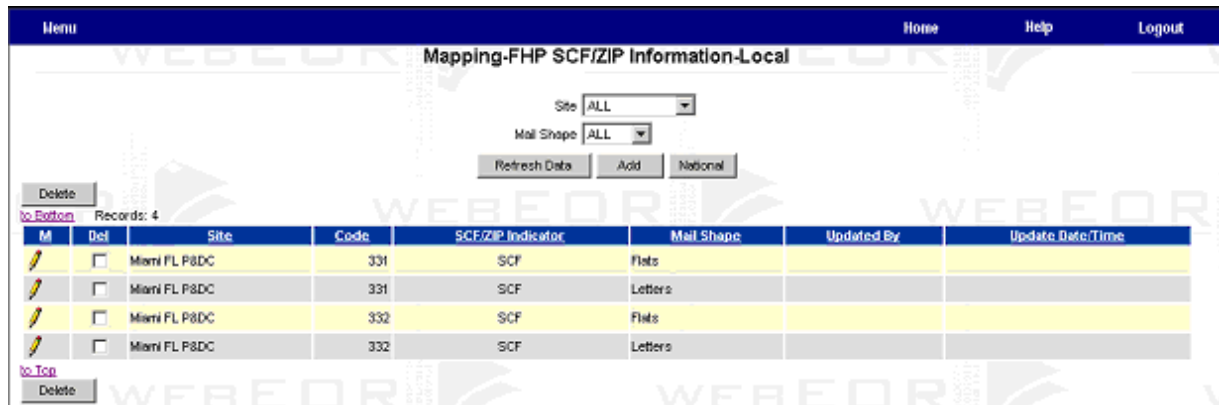 Menu Home Help Logout
Mapping-FHP SCF/ZIP Information-Local
Site ALL
Mail Shape ALL
Refresh Data Add National
Delete
to Bottom Records: 4
M Del Site Code SCF/ZIP Indicator Mail Shape Updated By Update Date/Time
Miami FL P&DC 331 SCF Flats
Miami FL P&DC 331 SCF Letters
Miami FL P&DC 332 SCF Flats
Miami FL P&DC 332 SCF Letters
to Top
Delete
WEBEOR